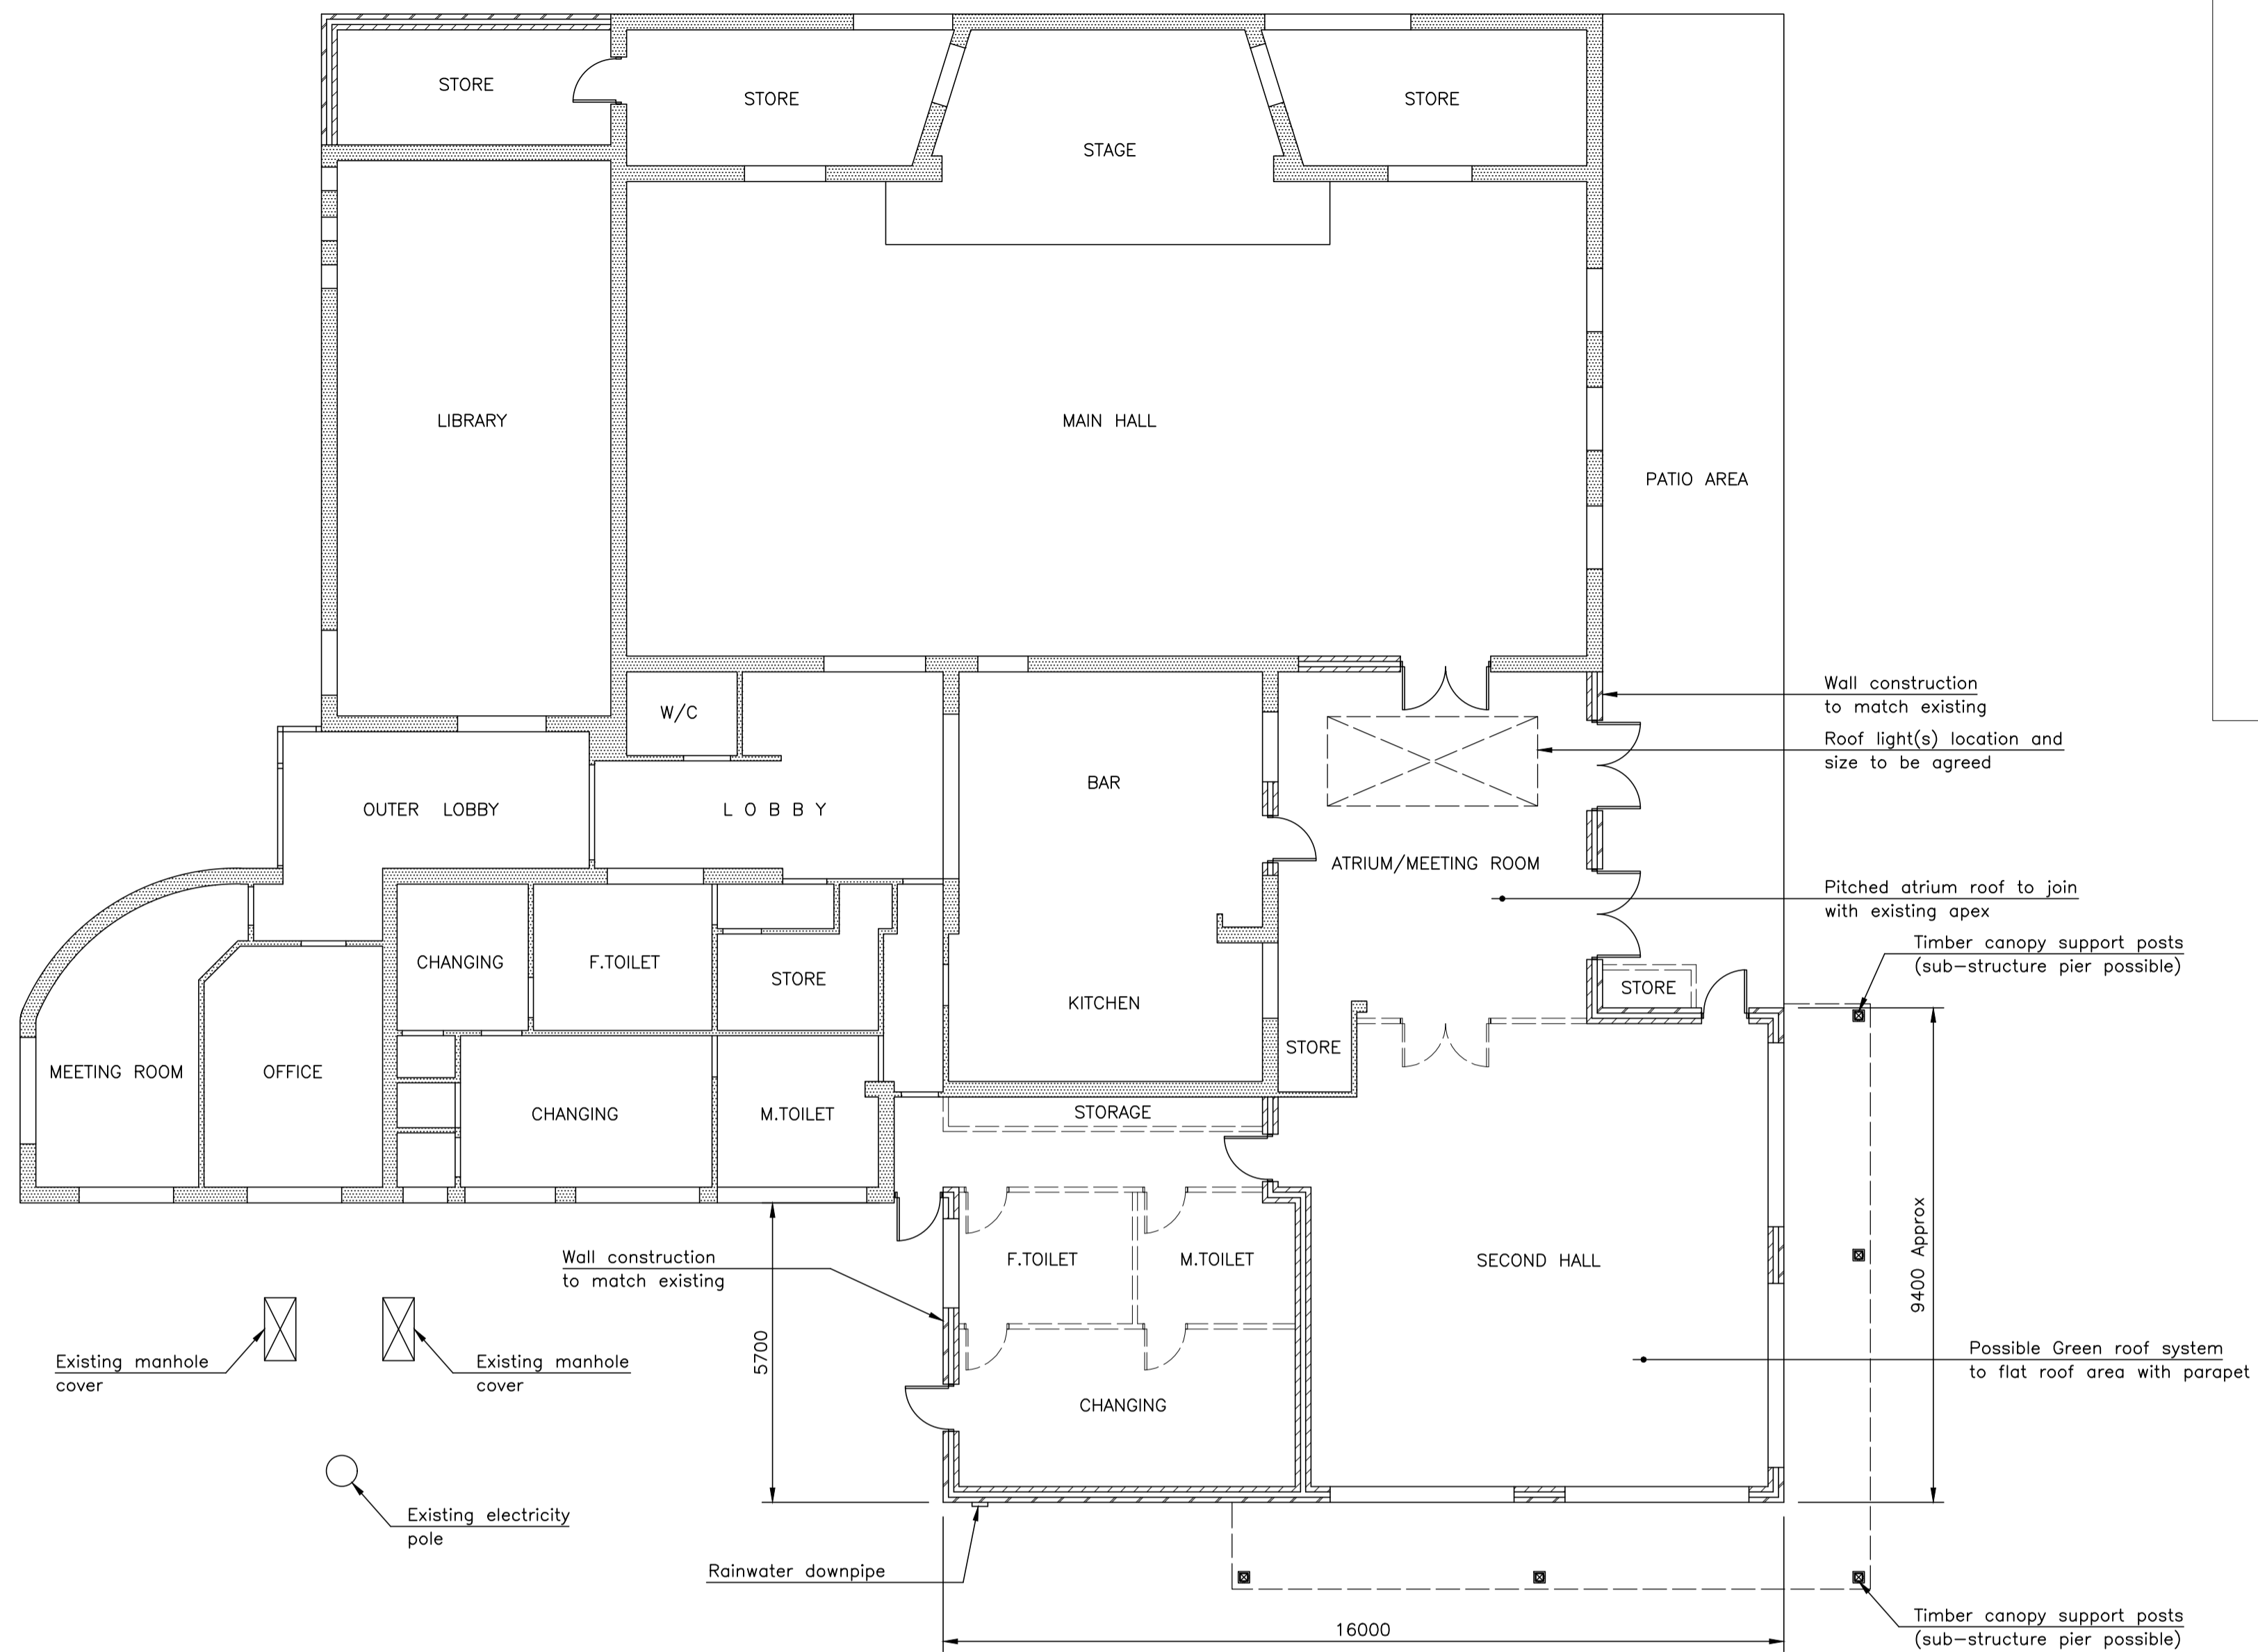 STORE
STORE
STORE
STAGE
LIBRARY
MAIN HALL
PATIO AREA
Wall construction
to match existing
W/C
Roof light(s) location and
size to be agreed
BAR
OUTER LOBBY
L O B B Y
ATRIUM/MEETING ROOM
Pitched atrium roof to join
with existing apex
Timber canopy support posts
(sub-structure pier possible)
CHANGING
F.TOILET
STORE
STORE
KITCHEN
STORE
MEETING ROOM
OFFICE
CHANGING
M.TOILET
STORAGE
9400 Approx
Wall construction
to match existing
F.TOILET
M.TOILET
SECOND HALL
5700
Existing manhole
cover
Existing manhole
cover
Possible Green roof system
to flat roof area with parapet
CHANGING
Existing electricity
pole
Rainwater downpipe
16000
Timber canopy support posts
(sub-structure pier possible)